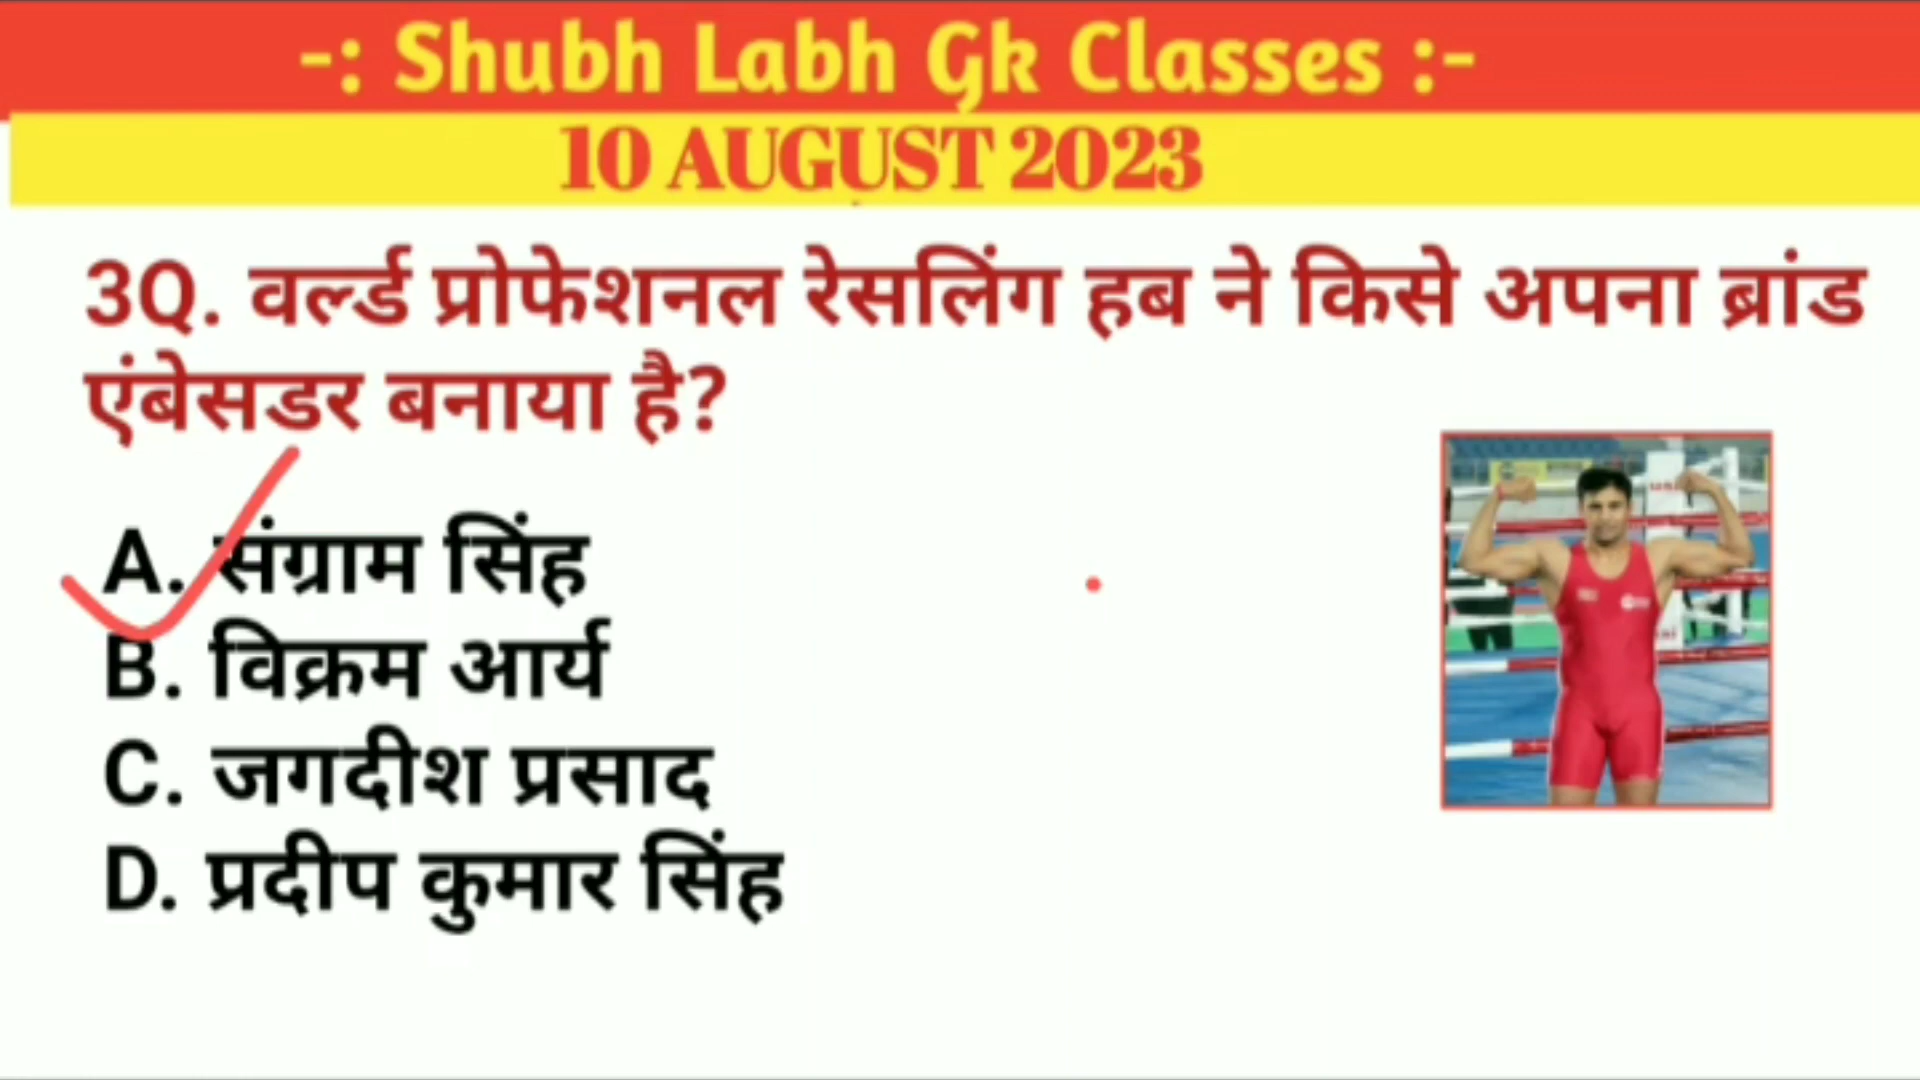 -: Shubh Labh Gk Classes :-
10 AUGUST 2023
3Q. वर्ल्ड प्रोफेशनल रेसलिंग हब ने किसे अपना ब्रांड
एंबेसडर बनाया है?
A. संग्राम सिंह
B. विक्रम आर्य
C. जगदीश प्रसाद
D. प्रदीप कुमार सिंह